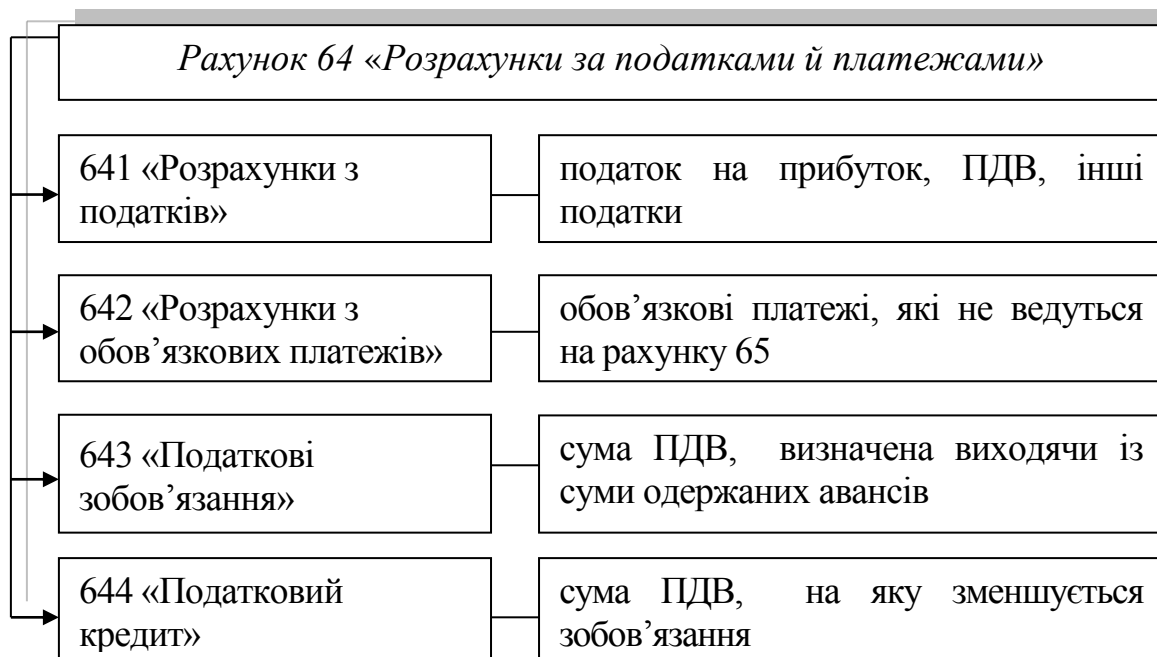 Рахунок 64 «Розрахунки за податками й платежами»
641 «Розрахунки з
податків»
податок на прибуток, ПДВ, інші
податки
642 «Розрахунки з
обов’язкових платежів»
обов’язкові платежі, які не ведуться
на рахунку 65
643 «Податкові
зобов’язання»
сума ПДВ, визначена виходячи із
суми одержаних авансів
644 «Податковий
кредит»
сума ПДВ, на яку зменшується
зобов’язання